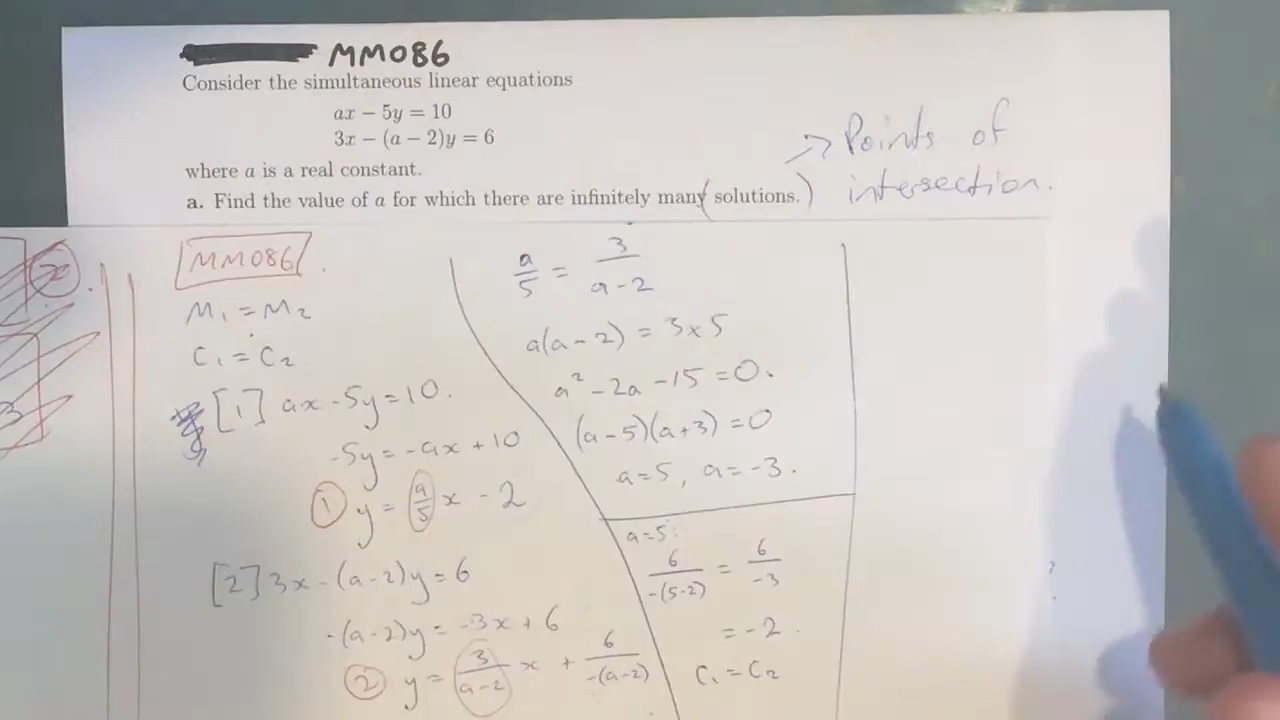 MM086
Consider the simultaneous linear equations
ax − 5y = 10
3x − (a − 2)y = 6
where a is a real constant.
a. Find the value of a for which there are infinitely many (solutions.)
→ Points of
intersection.
MM086
M₁ = M₂
C₁ = C₂
[1] ax - 5y = 10.
-5y = -ax + 10
① y = a/5 x - 2
[2] 3x - (a-2)y = 6
-(a-2)y = -3x + 6
② y = 3/(a-2) x + 6/-(a-2)
a/5 = 3/(a-2)
a(a-2) = 3×5
a² - 2a - 15 = 0.
(a-5)(a+3) = 0
a=5, a=-3.
a=5:
6/-(5-2) = 6/-3
= -2.
C₁ = C₂